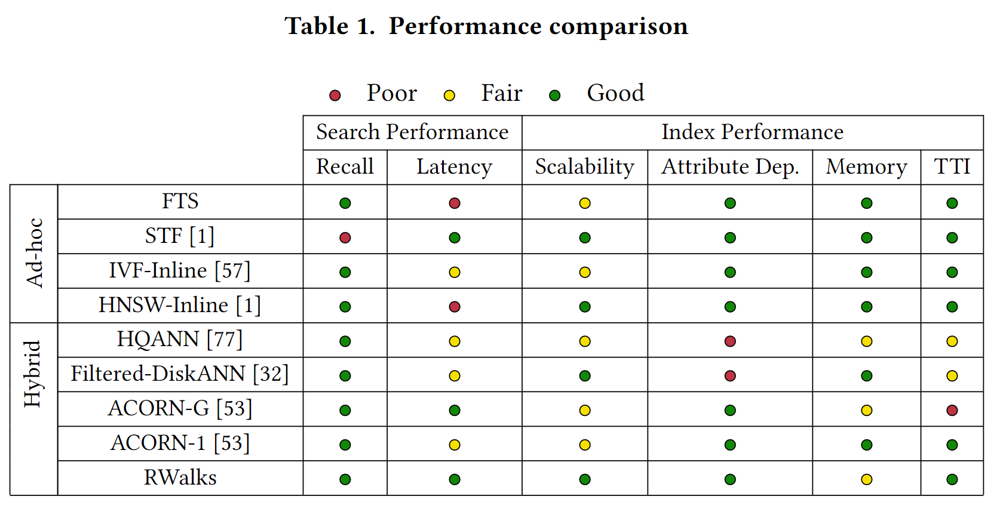 Table 1. Performance comparison
Poor Fair Good
Search Performance Index Performance
Recall Latency Scalability Attribute Dep. Memory TTI
Ad-hoc
FTS
STF [1]
IVF-Inline [57]
HNSW-Inline [1]
Hybrid
HQANN [77]
Filtered-DiskANN [32]
ACORN-G [53]
ACORN-1 [53]
RWalks